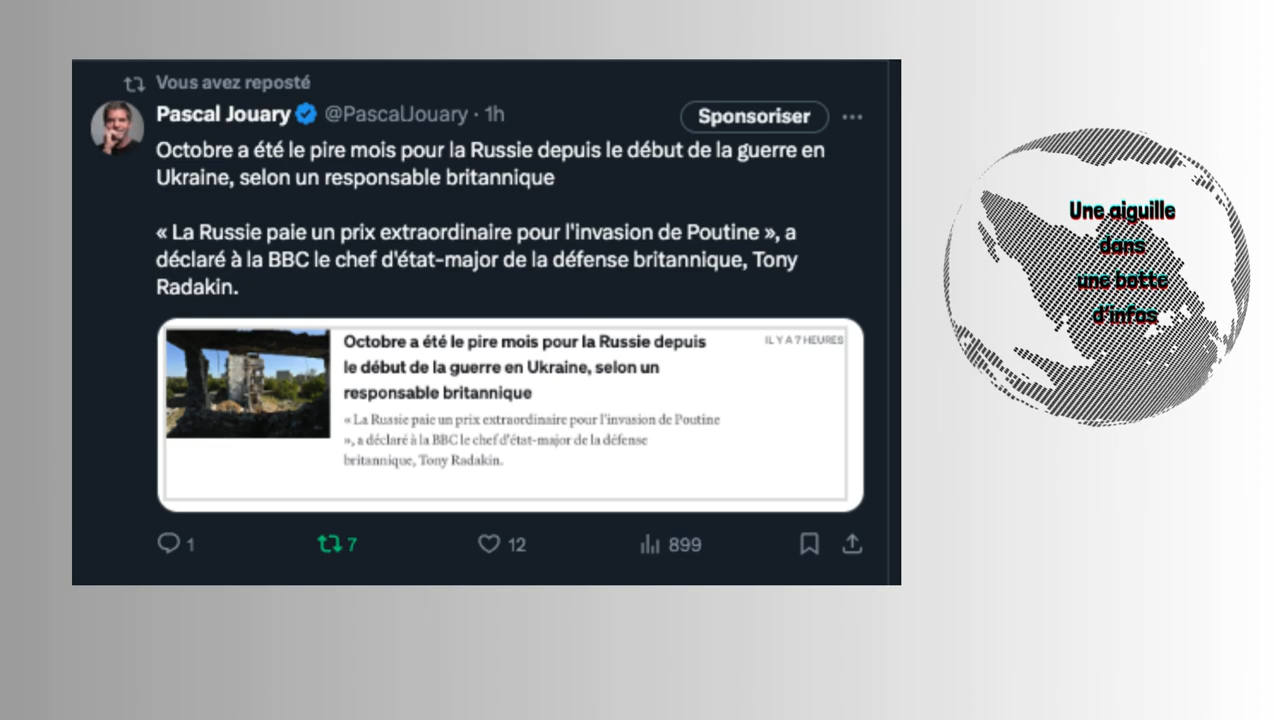 Vous avez reposté
Pascal Jouary @PascalJouary · 1h
Sponsoriser
Octobre a été le pire mois pour la Russie depuis le début de la guerre en
Ukraine, selon un responsable britannique
« La Russie paie un prix extraordinaire pour l'invasion de Poutine », a
déclaré à la BBC le chef d'état-major de la défense britannique, Tony
Radakin.
Octobre a été le pire mois pour la Russie depuis
IL Y A 7 HEURES
le début de la guerre en Ukraine, selon un
responsable britannique
« La Russie paie un prix extraordinaire pour l'invasion de Poutine
», a déclaré à la BBC le chef d'état-major de la défense
britannique, Tony Radakin.
1 7 12 899
Une aiguille
dans
une botte
d'infos